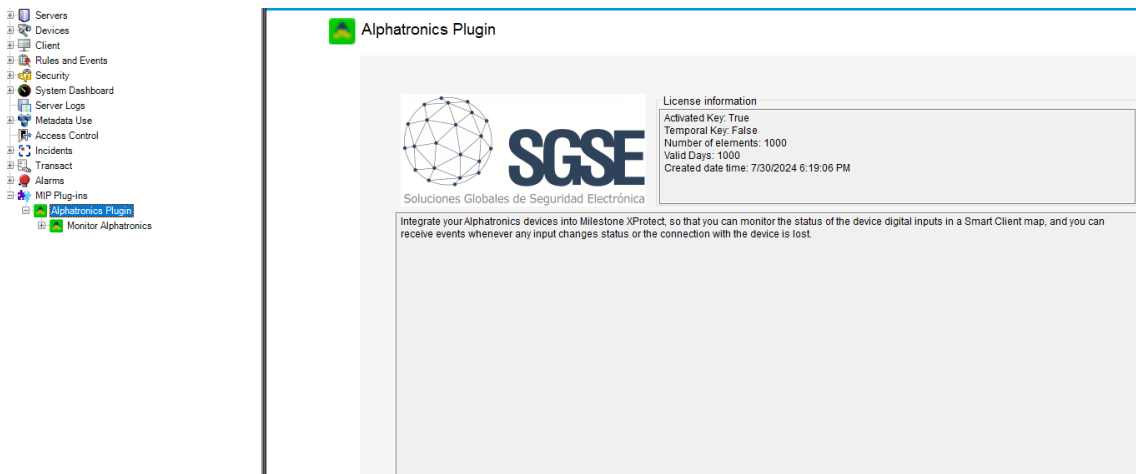 Servers
Devices
Client
Rules and Events
Security
System Dashboard
Server Logs
Metadata Use
Access Control
Incidents
Transact
Alarms
MIP Plug-ins
Alphatronics Plugin
Monitor Alphatronics
Alphatronics Plugin
SGSE
Soluciones Globales de Seguridad Electrónica
License information
Activated Key: True
Temporal Key: False
Number of elements: 1000
Valid Days: 1000
Created date time: 7/30/2024 6:19:06 PM
Integrate your Alphatronics devices into Milestone XProtect, so that you can monitor the status of the device digital inputs in a Smart Client map, and you can
receive events whenever any input changes status or the connection with the device is lost.